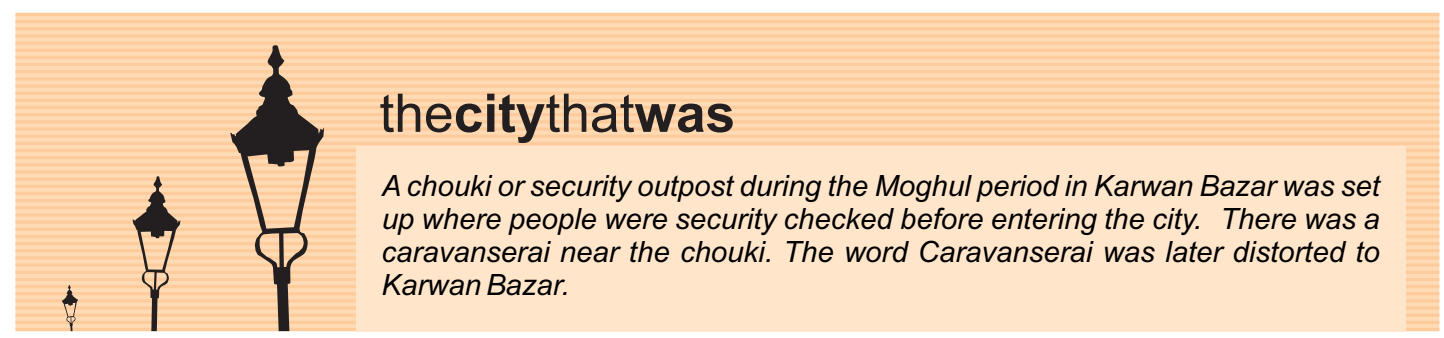 thecitythatwas
A chouki or security outpost during the Moghul period in Karwan Bazar was set
up where people were security checked before entering the city. There was a
caravanserai near the chouki. The word Caravanserai was later distorted to
Karwan Bazar.